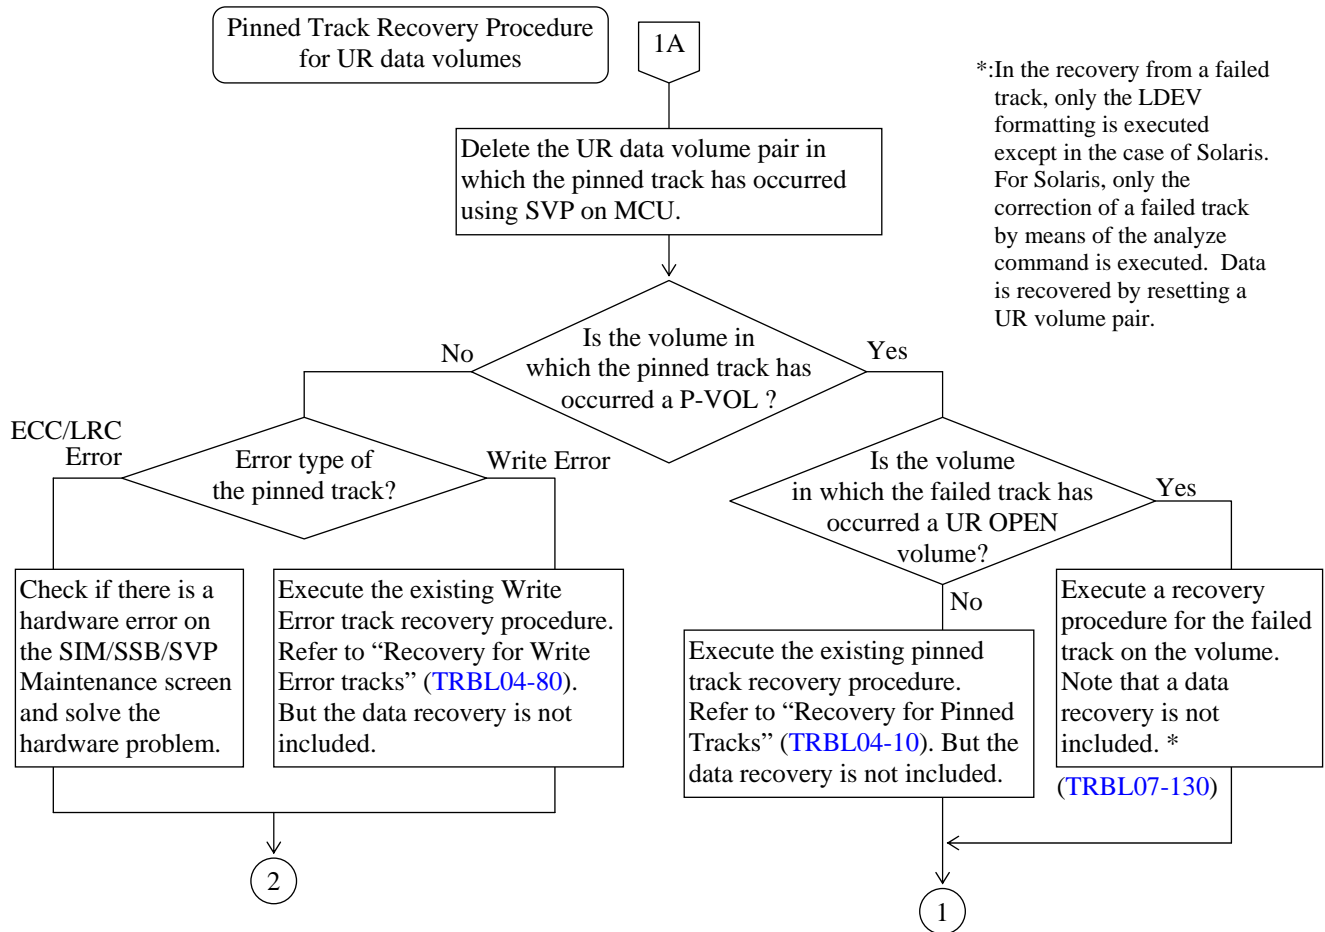 Pinned Track Recovery Procedure
for UR data volumes
1A
*:In the recovery from a failed
track, only the LDEV
formatting is executed
except in the case of Solaris.
For Solaris, only the
correction of a failed track
by means of the analyze
command is executed.  Data
is recovered by resetting a
UR volume pair.
Delete the UR data volume pair in
which the pinned track has occurred
using SVP on MCU.
Is the volume in
which the pinned track has
occurred a P-VOL ?
No
Yes
ECC/LRC
Error
Error type of
the pinned track?
Write Error
Is the volume
in which the failed track has
occurred a UR OPEN
volume?
Yes
No
Check if there is a
hardware error on
the SIM/SSB/SVP
Maintenance screen
and solve the
hardware problem.
Execute the existing Write
Error track recovery procedure.
Refer to “Recovery for Write
Error tracks” (TRBL04-80).
But the data recovery is not
included.
Execute the existing pinned
track recovery procedure.
Refer to “Recovery for Pinned
Tracks” (TRBL04-10). But the
data recovery is not included.
Execute a recovery
procedure for the failed
track on the volume.
Note that a data
recovery is not
included. *
(TRBL07-130)
2
1